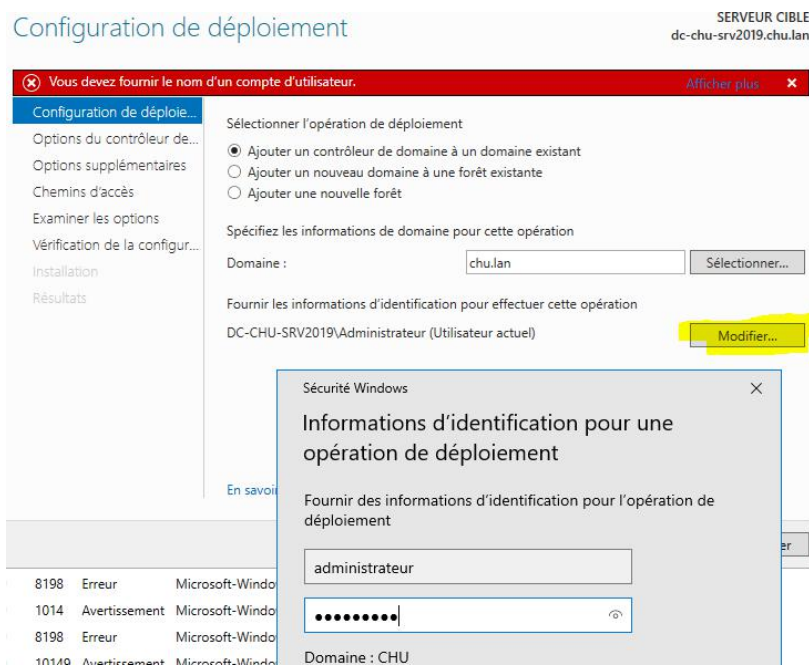 Configuration de déploiement
SERVEUR CIBLE
dc-chu-srv2019.chu.lan
Vous devez fournir le nom d'un compte d'utilisateur.
Afficher plus
Configuration de déploie...
Options du contrôleur de...
Options supplémentaires
Chemins d'accès
Examiner les options
Vérification de la configur...
Installation
Résultats
Sélectionner l'opération de déploiement
Ajouter un contrôleur de domaine à un domaine existant
Ajouter un nouveau domaine à une forêt existante
Ajouter une nouvelle forêt
Spécifiez les informations de domaine pour cette opération
Domaine : chu.lan Sélectionner...
Fournir les informations d'identification pour effectuer cette opération
DC-CHU-SRV2019\Administrateur (Utilisateur actuel) Modifier...
En savoi
Sécurité Windows
Informations d'identification pour une
opération de déploiement
Fournir des informations d'identification pour l'opération de
déploiement
administrateur
●●●●●●●●●
Domaine : CHU
er
8198 Erreur Microsoft-Windo
1014 Avertissement Microsoft-Windo
8198 Erreur Microsoft-Windo
10149 Avertissement Microsoft-Windo